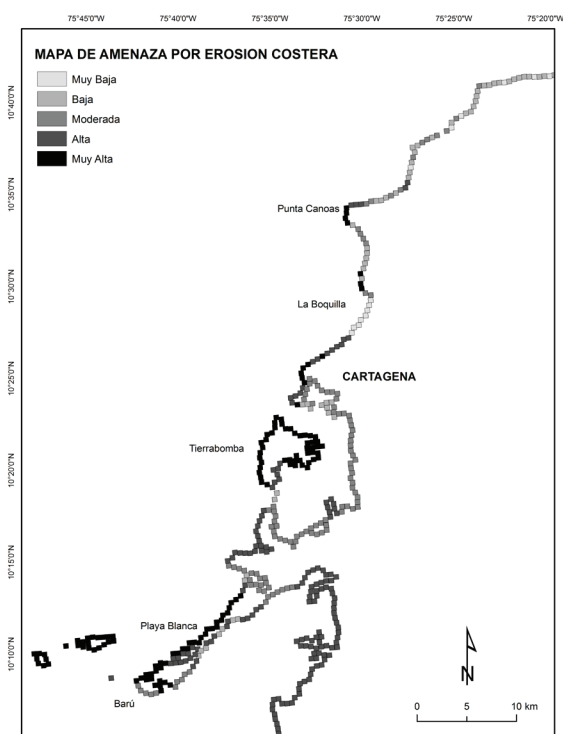 75°45'0"W 75°40'0"W 75°35'0"W 75°30'0"W 75°25'0"W 75°20'0"W
MAPA DE AMENAZA POR EROSION COSTERA
Muy Baja
Baja
Moderada
Alta
Muy Alta
10°40'0"N
10°35'0"N
Punta Canoas
10°30'0"N
La Boquilla
10°25'0"N
CARTAGENA
Tierrabomba
10°20'0"N
10°15'0"N
Playa Blanca
10°10'0"N
Barú
N
0 5 10 km